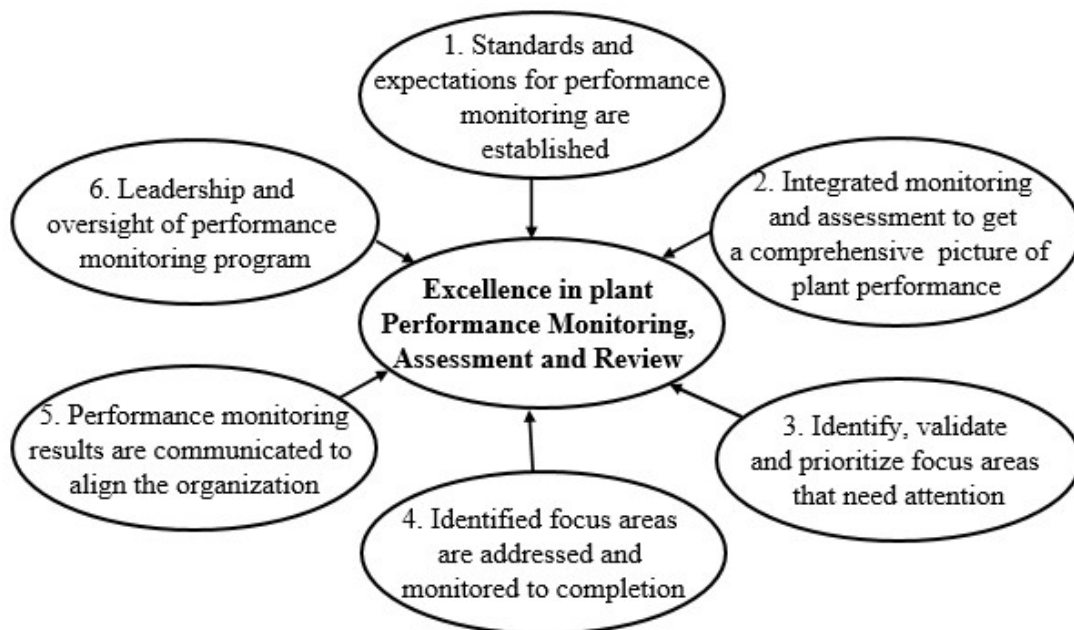 1. Standards and
expectations for performance
monitoring are
established
6. Leadership and
oversight of performance
monitoring program
2. Integrated monitoring
and assessment to get
a comprehensive picture of
plant performance
Excellence in plant
Performance Monitoring,
Assessment and Review
5. Performance monitoring
results are communicated to
align the organization
3. Identify, validate
and prioritize focus areas
that need attention
4. Identified focus areas
are addressed and
monitored to completion